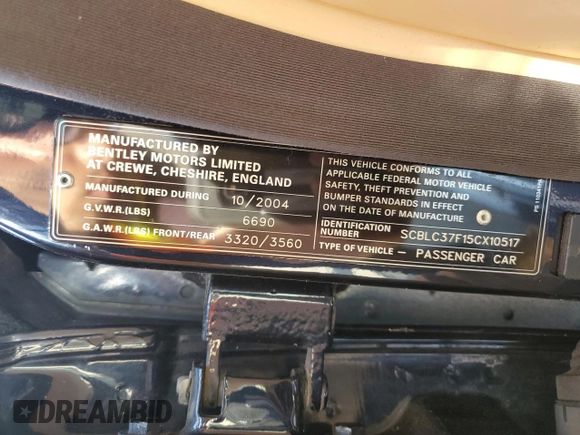 MANUFACTURED BY
BENTLEY MOTORS LIMITED
AT CREWE, CHESHIRE, ENGLAND
MANUFACTURED DURING 10/2004
G.V.W.R.(LBS) 6690
G.A.W.R.(LBS) FRONT/REAR 3320/3560
THIS VEHICLE CONFORMS TO ALL
APPLICABLE FEDERAL MOTOR VEHICLE
SAFETY, THEFT PREVENTION AND
BUMPER STANDARDS IN EFFECT
ON THE DATE OF MANUFACTURE
IDENTIFICATION
NUMBER SCBLC37F15CX10517
TYPE OF VEHICLE - PASSENGER CAR
DREAMBID